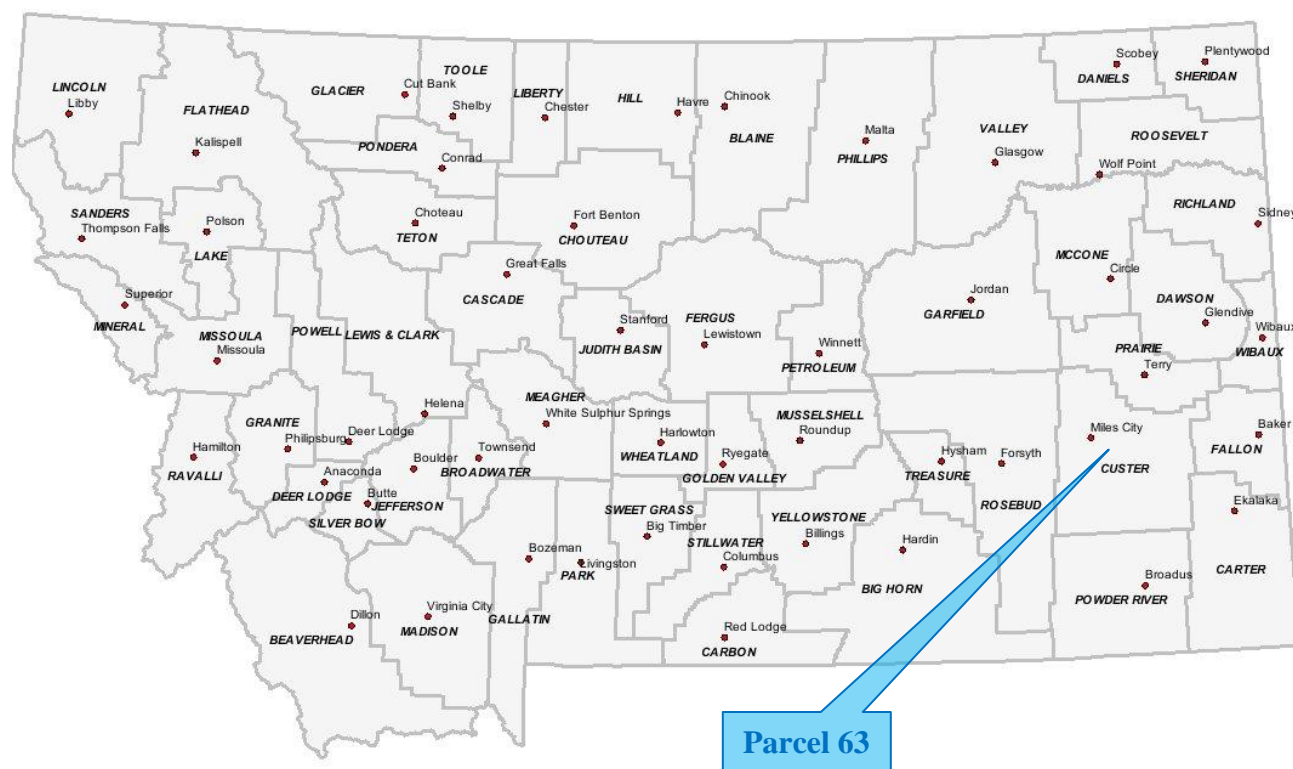 Scobey
Plentywood
DANIELS
SHERIDAN
LINCOLN
Libby
FLATHEAD
Kalispell
GLACIER
Cut Bank
TOOLE
Shelby
LIBERTY
Chester
HILL
Havre
Chinook
BLAINE
Malta
PHILLIPS
VALLEY
Glasgow
ROOSEVELT
Wolf Point
PONDERA
Conrad
SANDERS
Thompson Falls
Polson
LAKE
Choteau
TETON
Fort Benton
CHOUTEAU
RICHLAND
Sidney
MCCONE
Circle
Great Falls
CASCADE
Superior
MINERAL
MISSOULA
Missoula
POWELL
LEWIS & CLARK
Stanford
JUDITH BASIN
FERGUS
Lewistown
Winnett
PETROLEUM
Jordan
GARFIELD
DAWSON
Glendive
Wibaux
WIBAUX
PRAIRIE
Terry
MEAGHER
White Sulphur Springs
Helena
GRANITE
Philipsburg
Deer Lodge
Hamilton
RAVALLI
Anaconda
DEER LODGE
Butte
SILVER BOW
Boulder
JEFFERSON
Townsend
BROADWATER
Harlowton
WHEATLAND
Ryegate
GOLDEN VALLEY
MUSSELSHELL
Roundup
Hysham
TREASURE
Forsyth
ROSEBUD
Miles City
CUSTER
Baker
FALLON
Ekalaka
CARTER
SWEET GRASS
Big Timber
STILLWATER
Columbus
YELLOWSTONE
Billings
Hardin
BIG HORN
Broadus
POWDER RIVER
Bozeman
GALLATIN
Livingston
PARK
Dillon
BEAVERHEAD
Virginia City
MADISON
Red Lodge
CARBON
Parcel 63